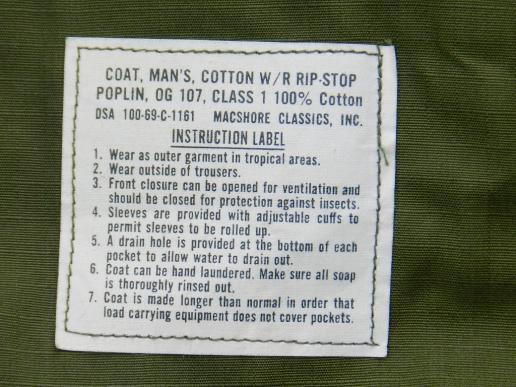 COAT, MAN'S, COTTON W/R RIP-STOP
POPLIN, OG 107, CLASS 1 100% Cotton
DSA 100-69-C-1161 MACSHORE CLASSICS, INC.
INSTRUCTION LABEL
1. Wear as outer garment in tropical areas.
2. Wear outside of trousers.
3. Front closure can be opened for ventilation and
should be closed for protection against insects.
4. Sleeves are provided with adjustable cuffs to
permit sleeves to be rolled up.
5. A drain hole is provided at the bottom of each
pocket to allow water to drain out.
6. Coat can be hand laundered. Make sure all soap
is thoroughly rinsed out.
7. Coat is made longer than normal in order that
load carrying equipment does not cover pockets.